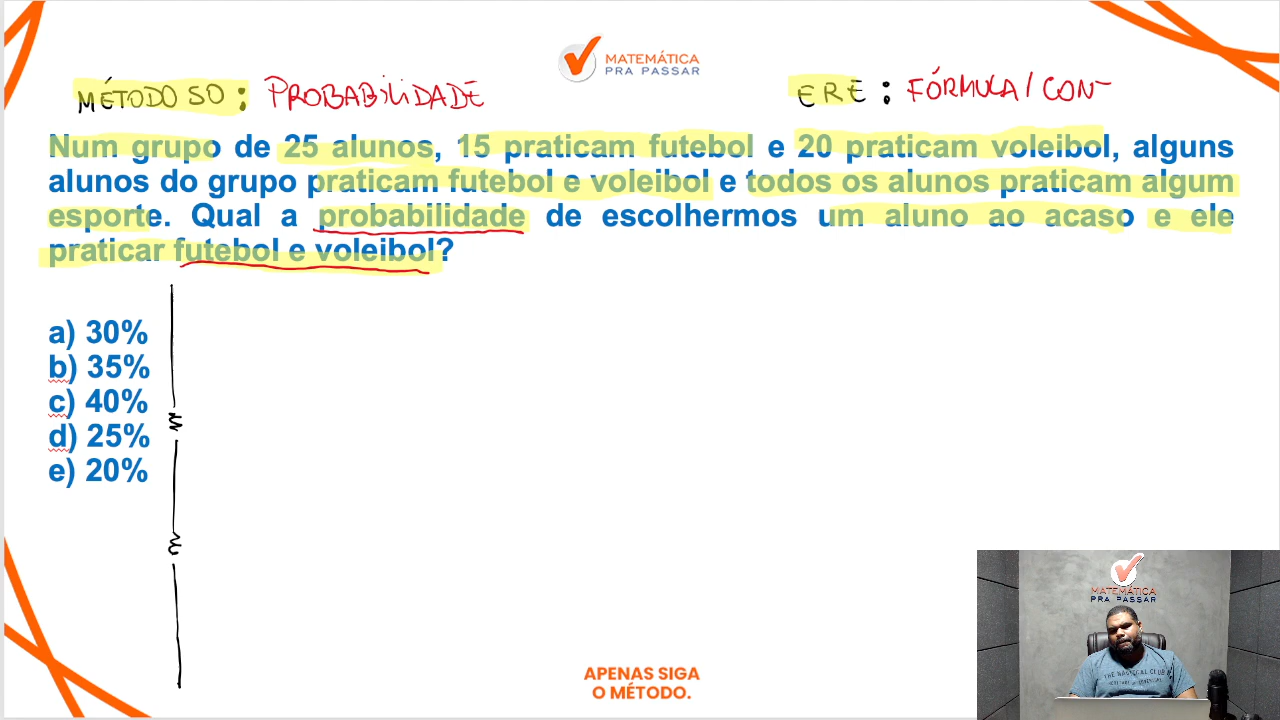 MATEMÁTICA
PRA PASSAR
MÉTODO SO : PROBABILIDADE
ERE : FÓRMULA / CON
Num grupo de 25 alunos, 15 praticam futebol e 20 praticam voleibol, alguns
alunos do grupo praticam futebol e voleibol e todos os alunos praticam algum
esporte. Qual a probabilidade de escolhermos um aluno ao acaso e ele
praticar futebol e voleibol?
a) 30%
b) 35%
c) 40%
d) 25%
e) 20%
MATEMÁTICA
PRA PASSAR
APENAS SIGA
O MÉTODO.